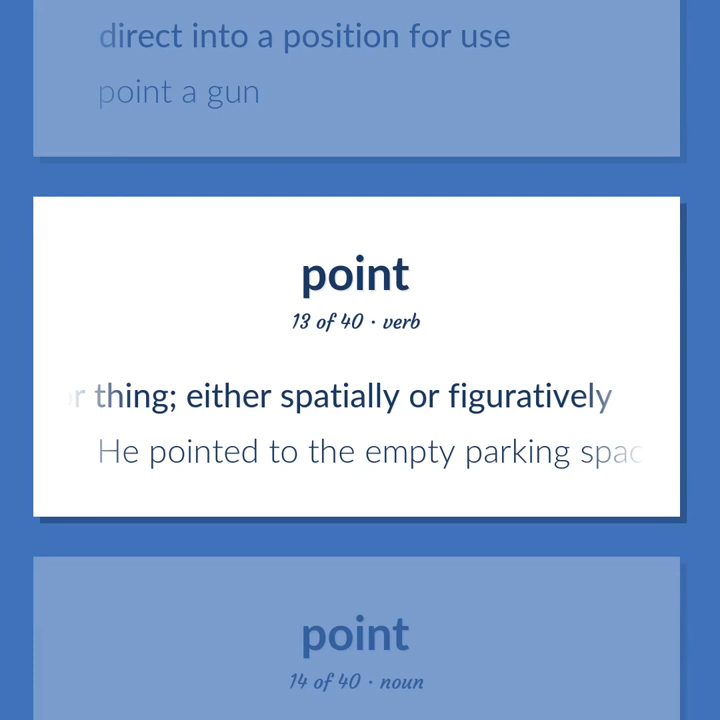 direct into a position for use
point a gun
point
13 of 40 · verb
thing; either spatially or figuratively
He pointed to the empty parking
point
14 of 40 · noun